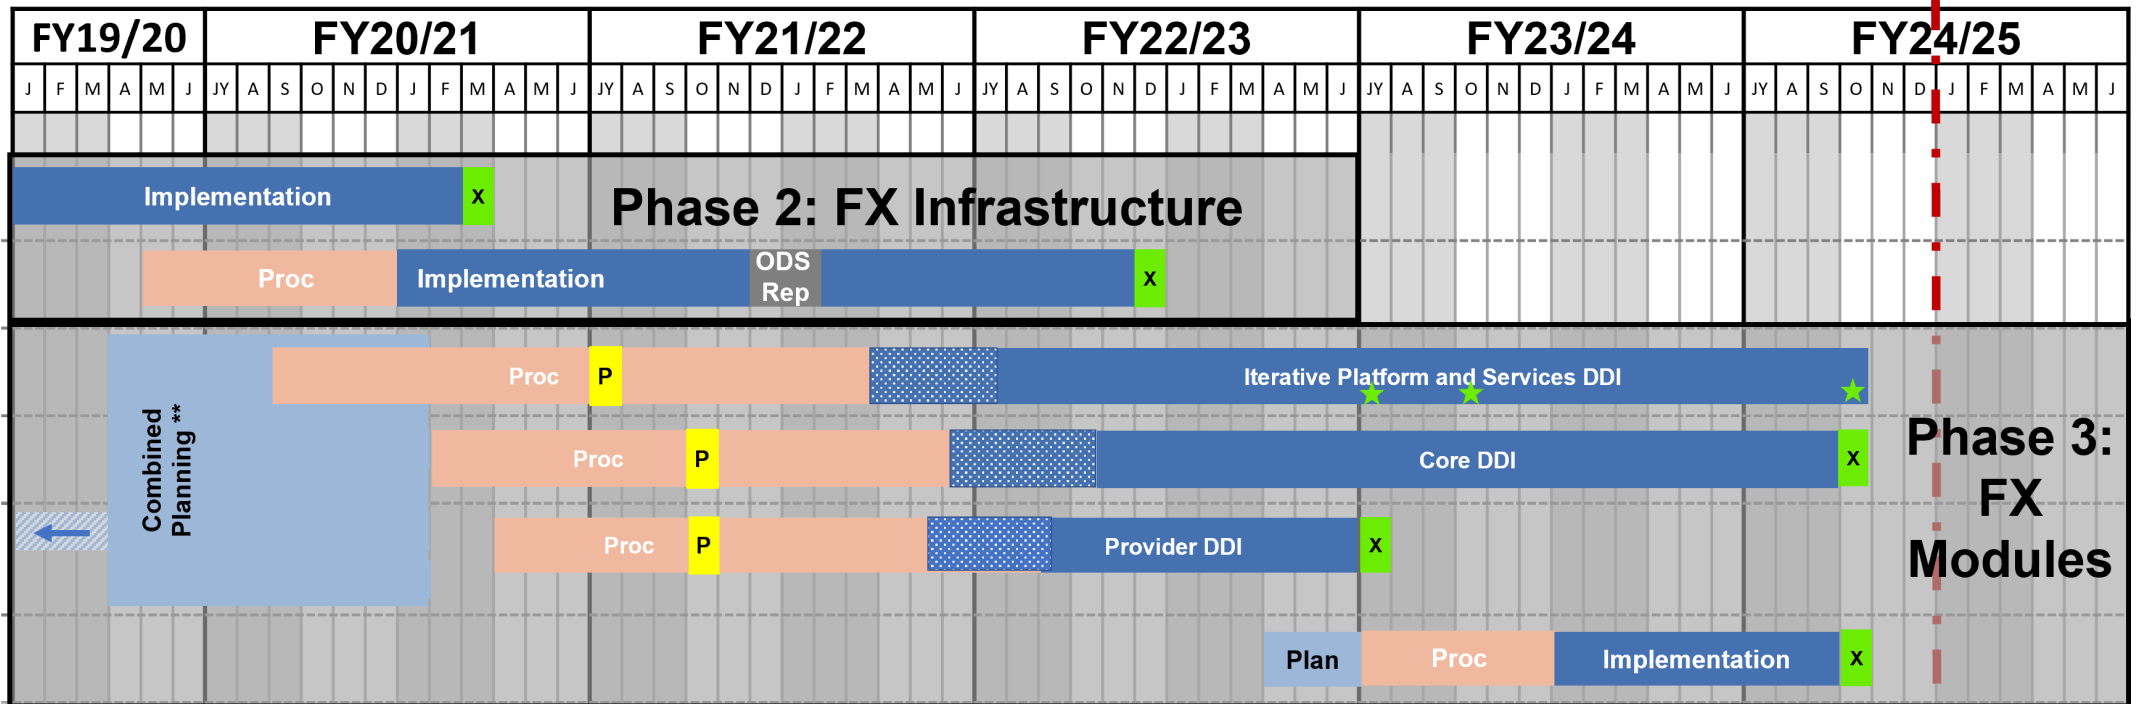 FY19/20 FY20/21 FY21/22 FY22/23 FY23/24 FY24/25
J F M A M J JY A S O N D J F M A M J JY A S O N D J F M A M J JY A S O N D J F M A M J JY A S O N D J F M A M J JY A S O N D J F M A M J
Implementation X
Phase 2: FX Infrastructure
Proc Implementation ODS Rep X
Combined
Planning **
Proc P Iterative Platform and Services DDI
Proc P Core DDI X
Proc P Provider DDI X
Phase 3:
FX
Modules
Plan Proc Implementation X